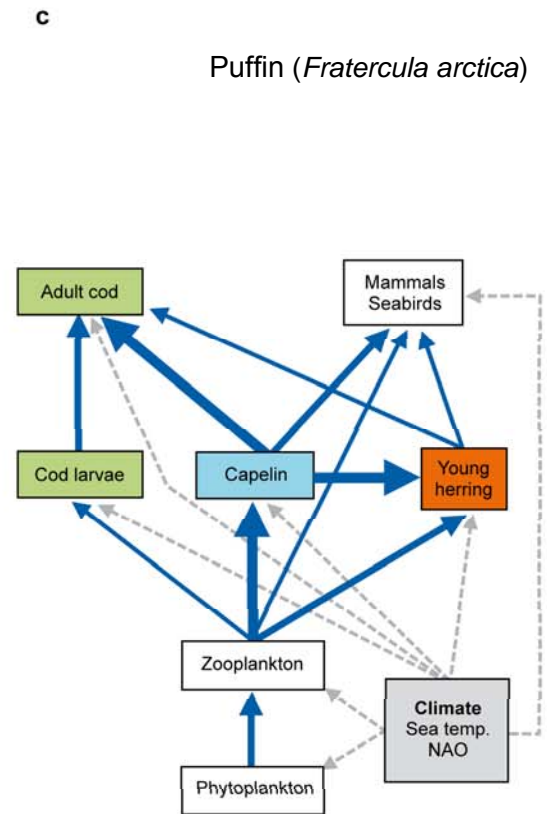 c
Puffin (Fratercula arctica)
Adult cod
Mammals
Seabirds
Cod larvae
Capelin
Young
herring
Zooplankton
Climate
Sea temp.
NAO
Phytoplankton